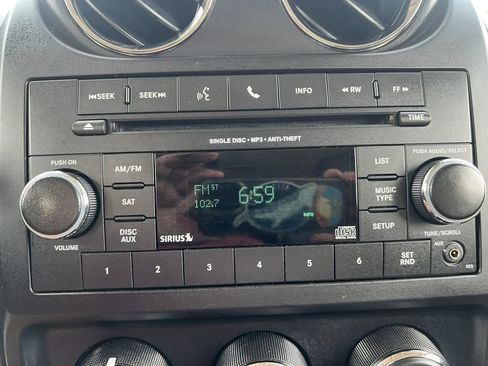 ⏮SEEK SEEK⏭ INFO ◀◀ RW FF ▶▶
TIME
SINGLE DISC • MP3 • ANTI-THEFT
PUSH ON AM/FM LIST PUSH AUDIO/SELECT
FM ST 6:59
102.7
SAT MUSIC TYPE
INFO
VOLUME DISC AUX SIRIUS SETUP TUNE/SCROLL
1 2 3 4 5 6 SET RND AUX
RES